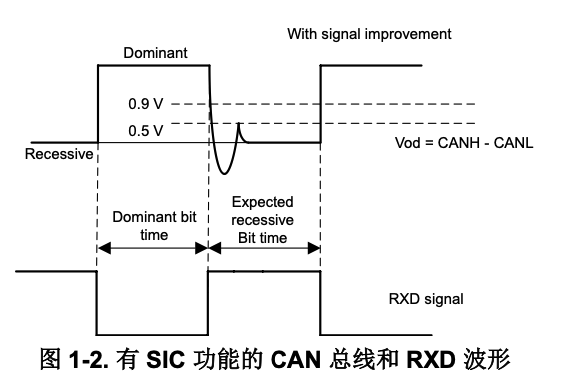 With signal improvement
Dominant
0.9 V
0.5 V
Vod = CANH - CANL
Recessive
Dominant bit
time
Expected
recessive
Bit time
RXD signal
图 1-2. 有 SIC 功能的 CAN 总线和 RXD 波形